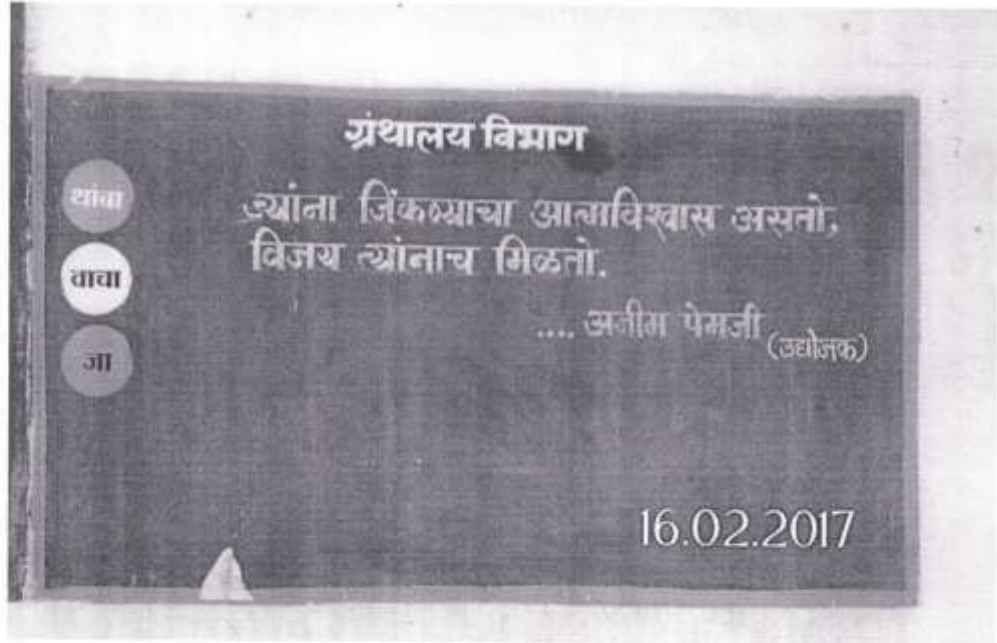 ग्रंथालय विभाग
थांबा
वाचा
जा
ज्यांना जिंकण्याचा आत्मविश्वास असतो,
विजय त्यांनाच मिळतो.
.... अजीम प्रेमजी
(उद्योजक)
16.02.2017